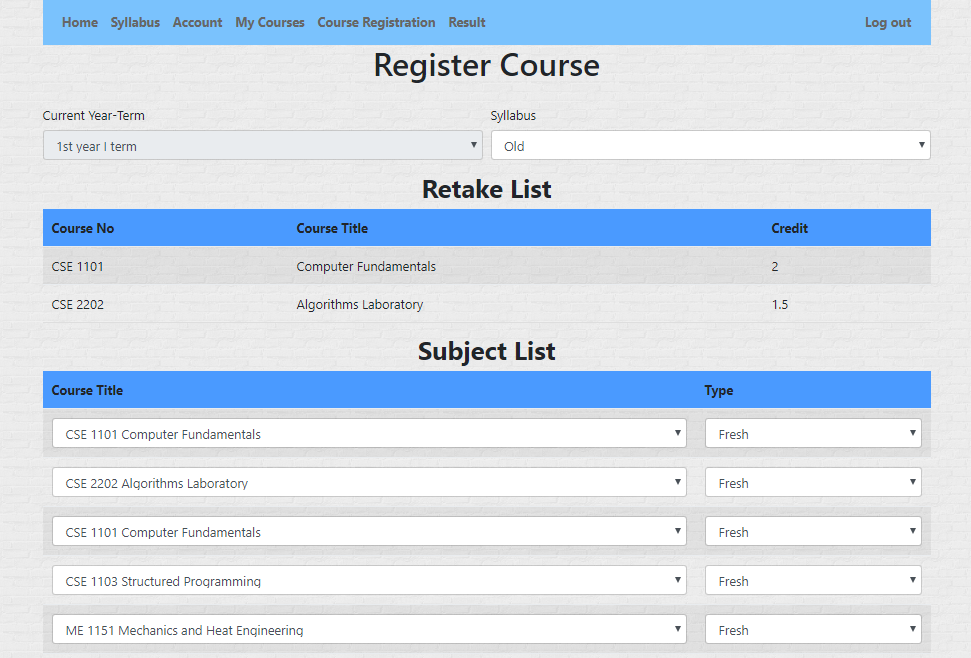 Home Syllabus Account My Courses Course Registration Result Log out
Register Course
Current Year-Term Syllabus
1st year I term Old
Retake List
Course No Course Title Credit
CSE 1101 Computer Fundamentals 2
CSE 2202 Algorithms Laboratory 1.5
Subject List
Course Title Type
CSE 1101 Computer Fundamentals Fresh
CSE 2202 Algorithms Laboratory Fresh
CSE 1101 Computer Fundamentals Fresh
CSE 1103 Structured Programming Fresh
ME 1151 Mechanics and Heat Engineering Fresh